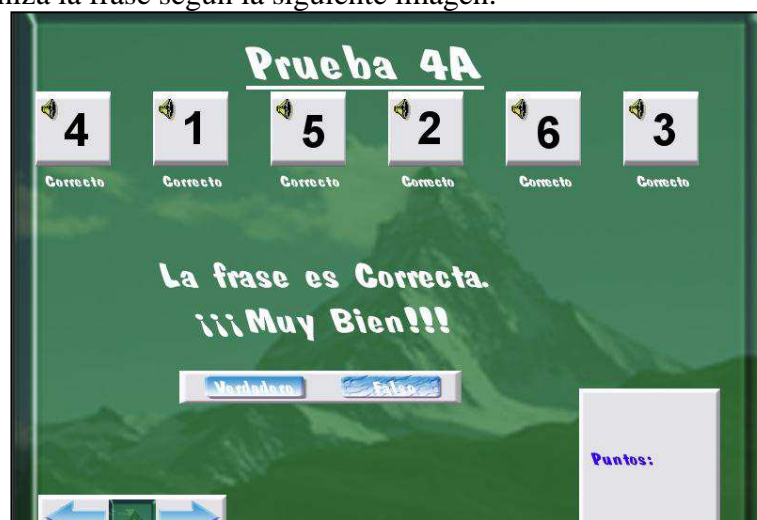 niza la frase según la siguiente imagen:
Prueba 4A
4 1 5 2 6 3
Correcto Correcto Correcto Correcto Correcto Correcto
La frase es Correcta.
¡¡¡Muy Bien!!!
Verdadero Falso
Puntos: